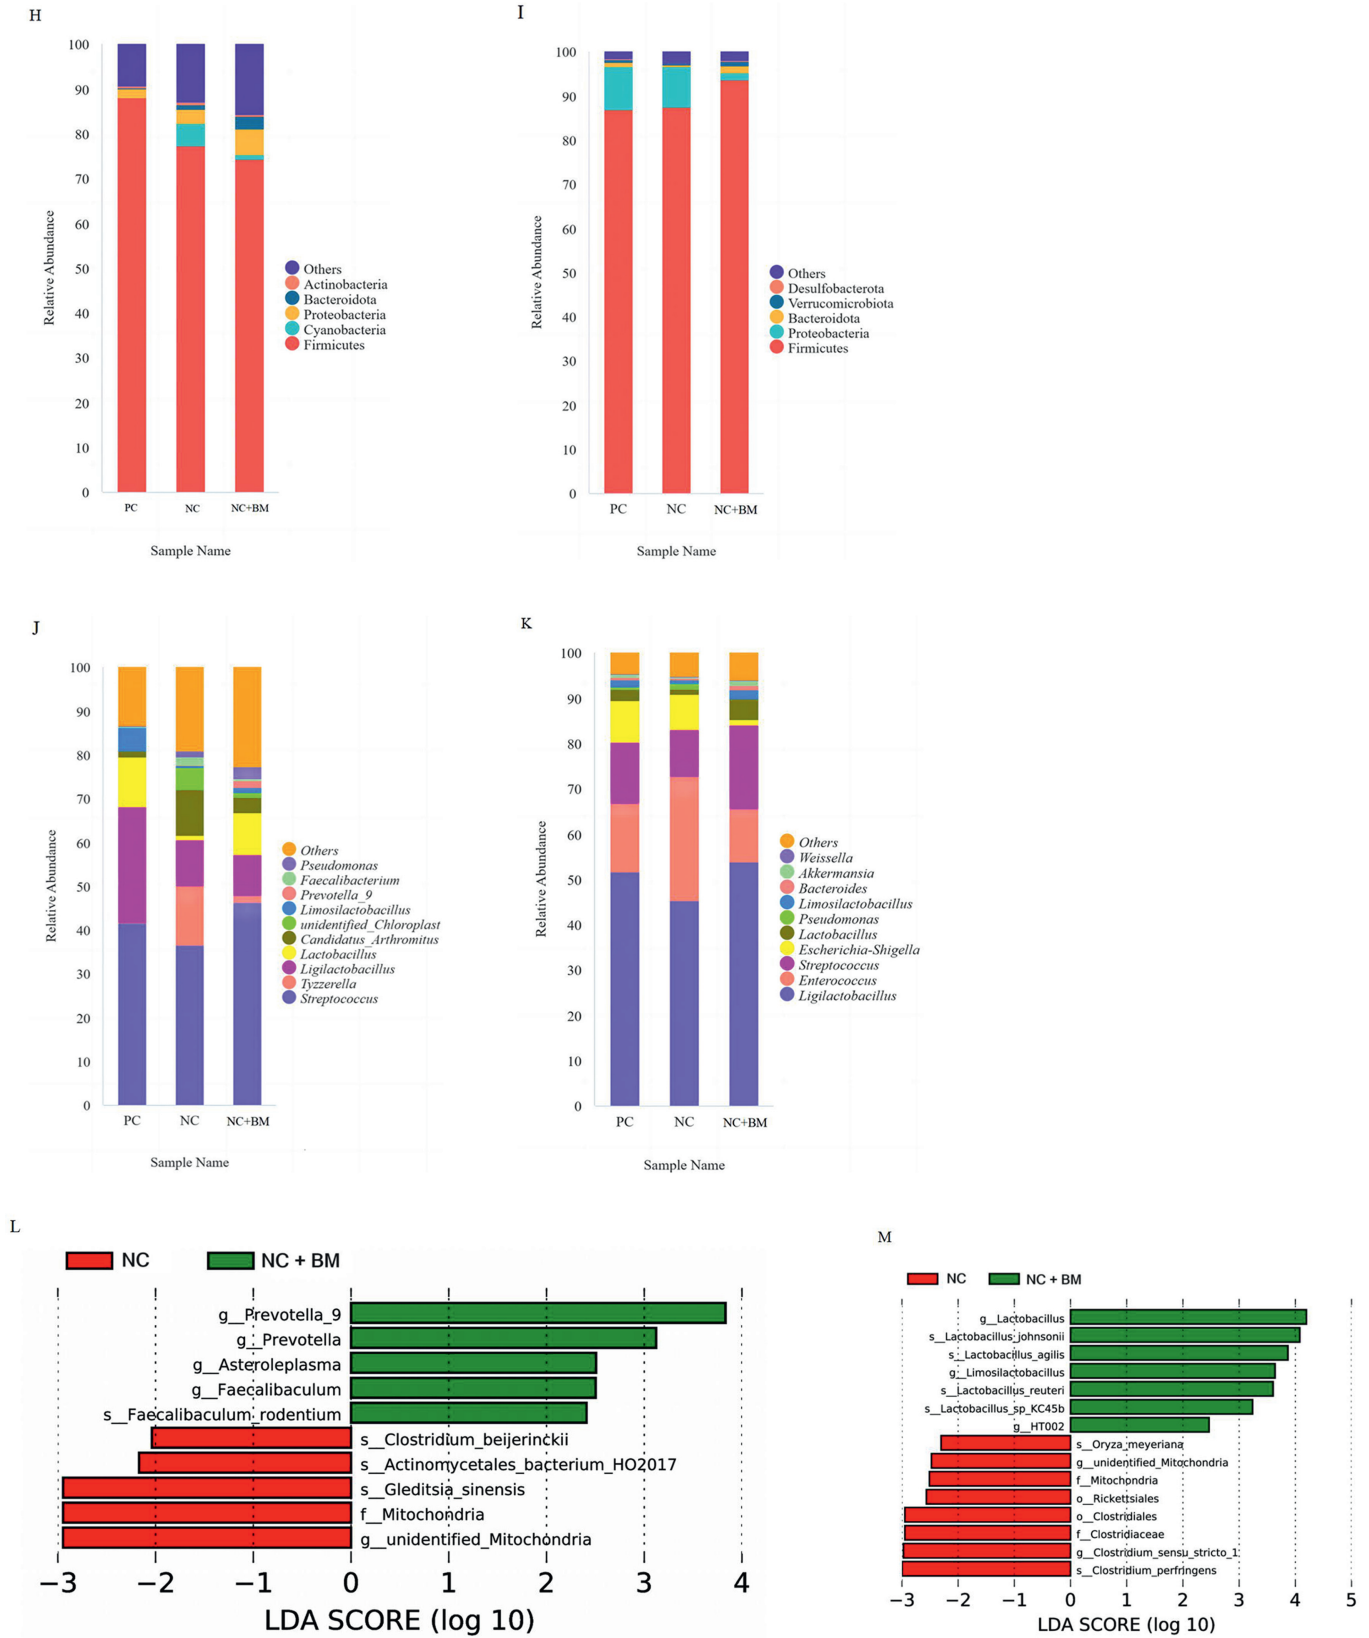 H
100
90
80
70
60
50
40
30
20
10
0
Relative Abundance
PC
NC
NC+BM
Sample Name
Others
Actinobacteria
Bacteroidota
Proteobacteria
Cyanobacteria
Firmicutes
I
100
90
80
70
60
50
40
30
20
10
0
Relative Abundance
PC
NC
NC+BM
Sample Name
Others
Desulfobacterota
Verrucomicrobiota
Bacteroidota
Proteobacteria
Firmicutes
J
100
90
80
70
60
50
40
30
20
10
0
Relative Abundance
PC
NC
NC+BM
Sample Name
Others
Pseudomonas
Faecalibacterium
Prevotella_9
Limosilactobacillus
unidentified_Chloroplast
Candidatus_Arthromitus
Lactobacillus
Ligilactobacillus
Tyzzerella
Streptococcus
K
100
90
80
70
60
50
40
30
20
10
0
Relative Abundance
PC
NC
NC+BM
Sample Name
Others
Weissella
Akkermansia
Bacteroides
Limosilactobacillus
Pseudomonas
Lactobacillus
Escherichia-Shigella
Streptococcus
Enterococcus
Ligilactobacillus
L
NC
NC + BM
g__Prevotella_9
g__Prevotella
g__Asteroleplasma
g__Faecalibaculum
s__Faecalibaculum_rodentium
s__Clostridium_beijerinckii
s__Actinomycetales_bacterium_HO2017
s__Gleditsia_sinensis
f__Mitochondria
g__unidentified_Mitochondria
−3 −2 −1 0 1 2 3 4
LDA SCORE (log 10)
M
NC
NC + BM
g__Lactobacillus
s__Lactobacillus_johnsonii
s__Lactobacillus_agilis
g__Limosilactobacillus
s__Lactobacillus_reuteri
s__Lactobacillus_sp_KC45b
g__HT002
s__Oryza_meyeriana
g__unidentified_Mitochondria
f__Mitochondria
o__Rickettsiales
o__Clostridiales
f__Clostridiaceae
g__Clostridium_sensu_stricto_1
s__Clostridium_perfringens
−3 −2 −1 0 1 2 3 4 5
LDA SCORE (log 10)